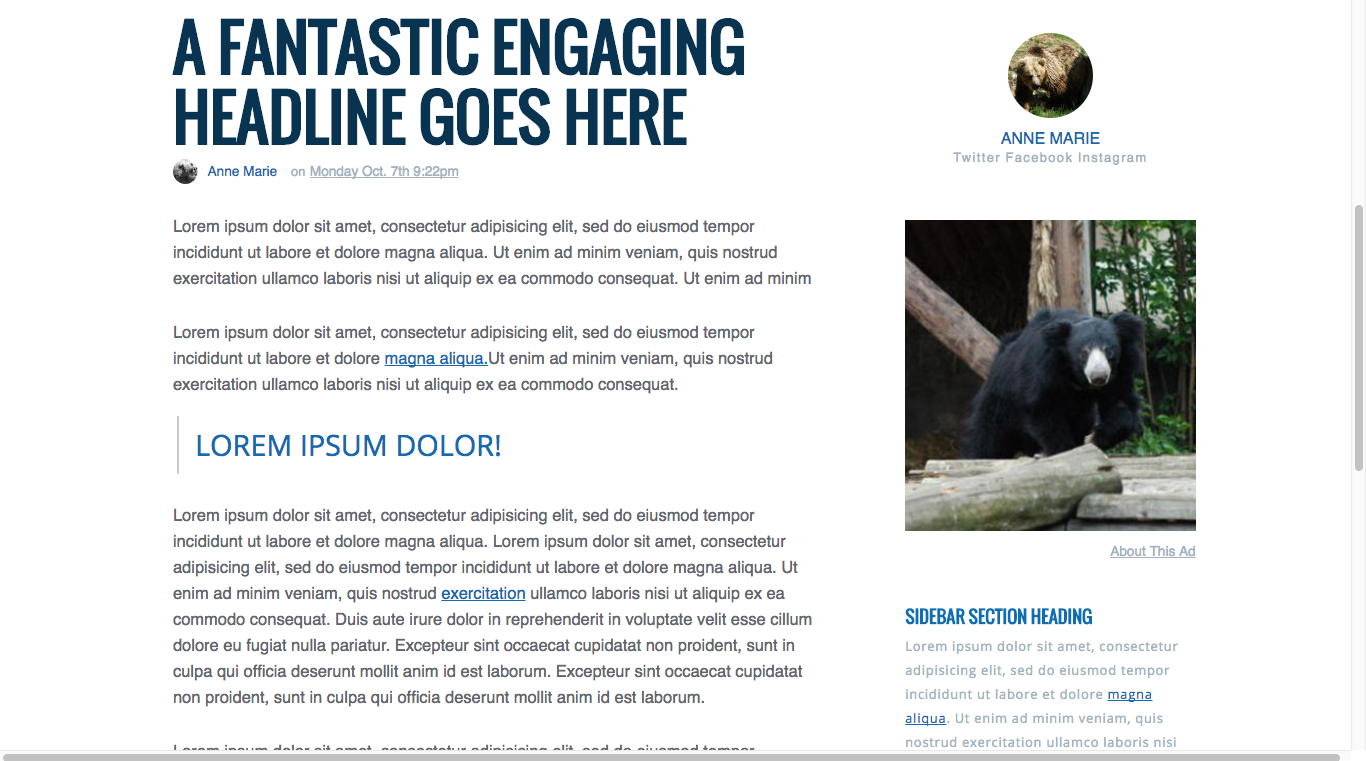 A FANTASTIC ENGAGING
HEADLINE GOES HERE
Anne Marie on Monday Oct. 7th 9:22pm
Lorem ipsum dolor sit amet, consectetur adipisicing elit, sed do eiusmod tempor
incididunt ut labore et dolore magna aliqua. Ut enim ad minim veniam, quis nostrud
exercitation ullamco laboris nisi ut aliquip ex ea commodo consequat. Ut enim ad minim
Lorem ipsum dolor sit amet, consectetur adipisicing elit, sed do eiusmod tempor
incididunt ut labore et dolore magna aliqua.Ut enim ad minim veniam, quis nostrud
exercitation ullamco laboris nisi ut aliquip ex ea commodo consequat.
LOREM IPSUM DOLOR!
Lorem ipsum dolor sit amet, consectetur adipisicing elit, sed do eiusmod tempor
incididunt ut labore et dolore magna aliqua. Lorem ipsum dolor sit amet, consectetur
adipisicing elit, sed do eiusmod tempor incididunt ut labore et dolore magna aliqua. Ut
enim ad minim veniam, quis nostrud exercitation ullamco laboris nisi ut aliquip ex ea
commodo consequat. Duis aute irure dolor in reprehenderit in voluptate velit esse cillum
dolore eu fugiat nulla pariatur. Excepteur sint occaecat cupidatat non proident, sunt in
culpa qui officia deserunt mollit anim id est laborum. Excepteur sint occaecat cupidatat
non proident, sunt in culpa qui officia deserunt mollit anim id est laborum.
Lorem ipsum dolor sit amet, consectetur adipisicing elit, sed do eiusmod tempor
ANNE MARIE
Twitter Facebook Instagram
About This Ad
SIDEBAR SECTION HEADING
Lorem ipsum dolor sit amet, consectetur
adipisicing elit, sed do eiusmod tempor
incididunt ut labore et dolore magna
aliqua. Ut enim ad minim veniam, quis
nostrud exercitation ullamco laboris nisi